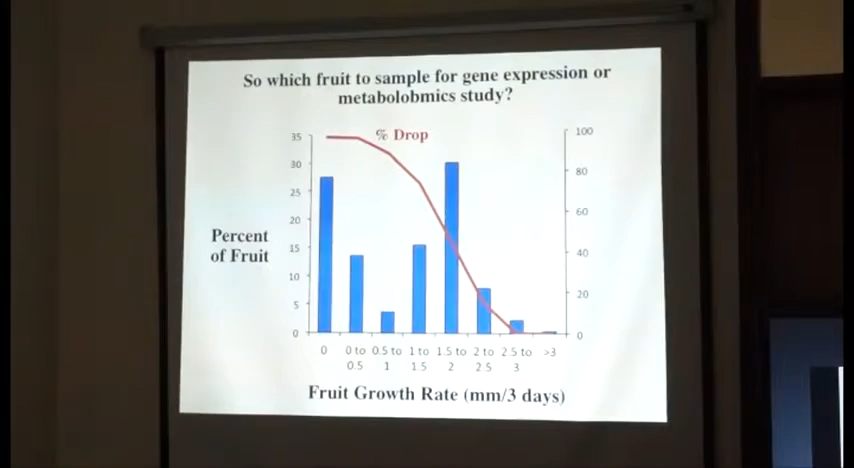 So which fruit to sample for gene expression or
metabolobmics study?
% Drop
35
30
25
20
15
10
5
0
100
80
60
40
20
0
Percent
of Fruit
0 0 to 0.5 to 1 to 1.5 to 2 to 2.5 to >3
0.5 1 1.5 2 2.5 3
Fruit Growth Rate (mm/3 days)